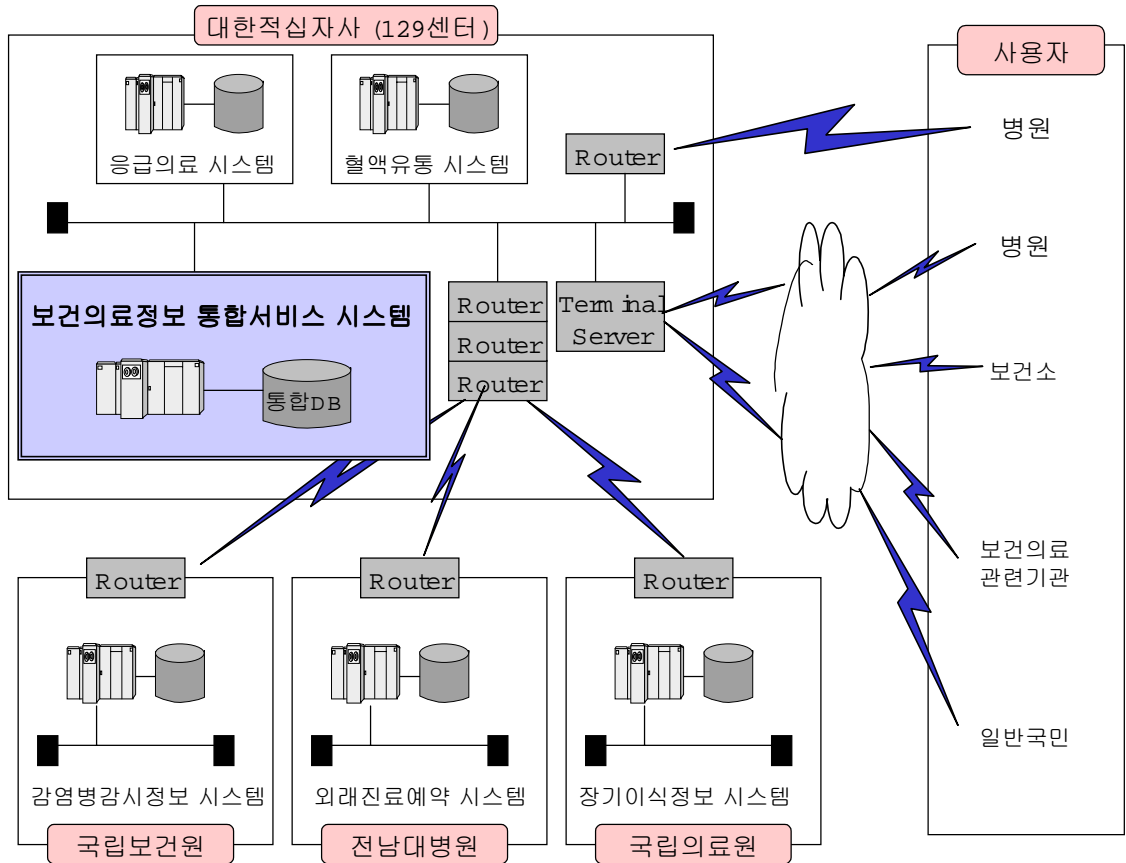 대한적십자사 (129센터)
사용자
응급의료 시스템
혈액유통 시스템
Router
병원
병원
보건의료정보 통합서비스 시스템
통합DB
Router
Router
Router
Terminal
Server
보건소
보건의료
관련기관
일반국민
Router
Router
Router
감염병감시정보 시스템
외래진료예약 시스템
장기이식정보 시스템
국립보건원
전남대병원
국립의료원